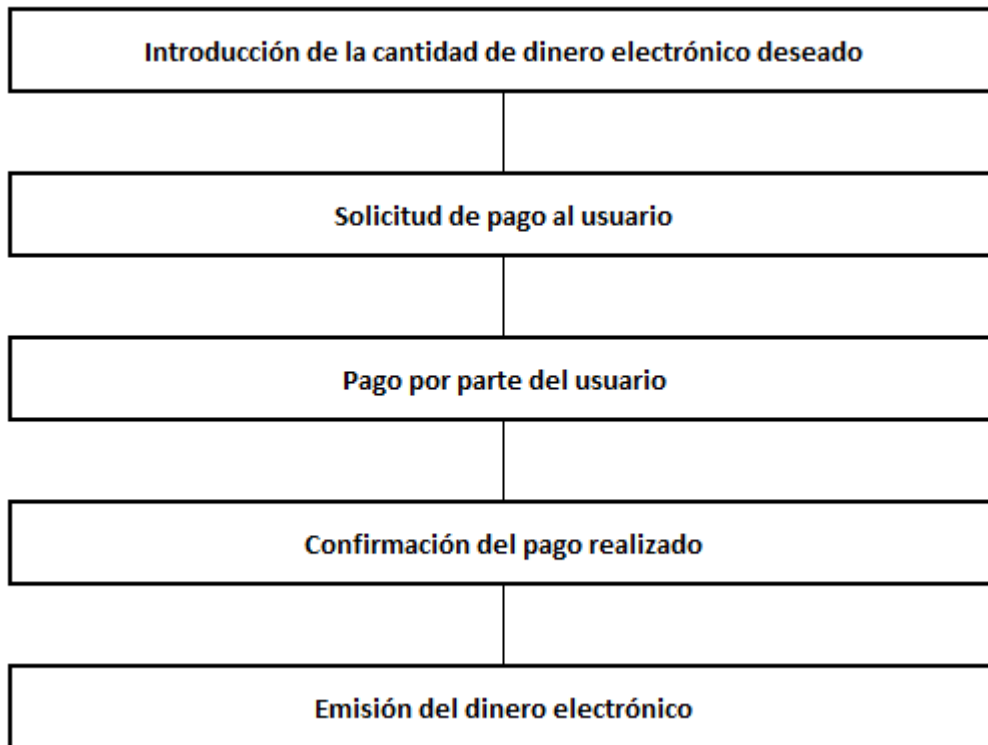 Introducción de la cantidad de dinero electrónico deseado
Solicitud de pago al usuario
Pago por parte del usuario
Confirmación del pago realizado
Emisión del dinero electrónico